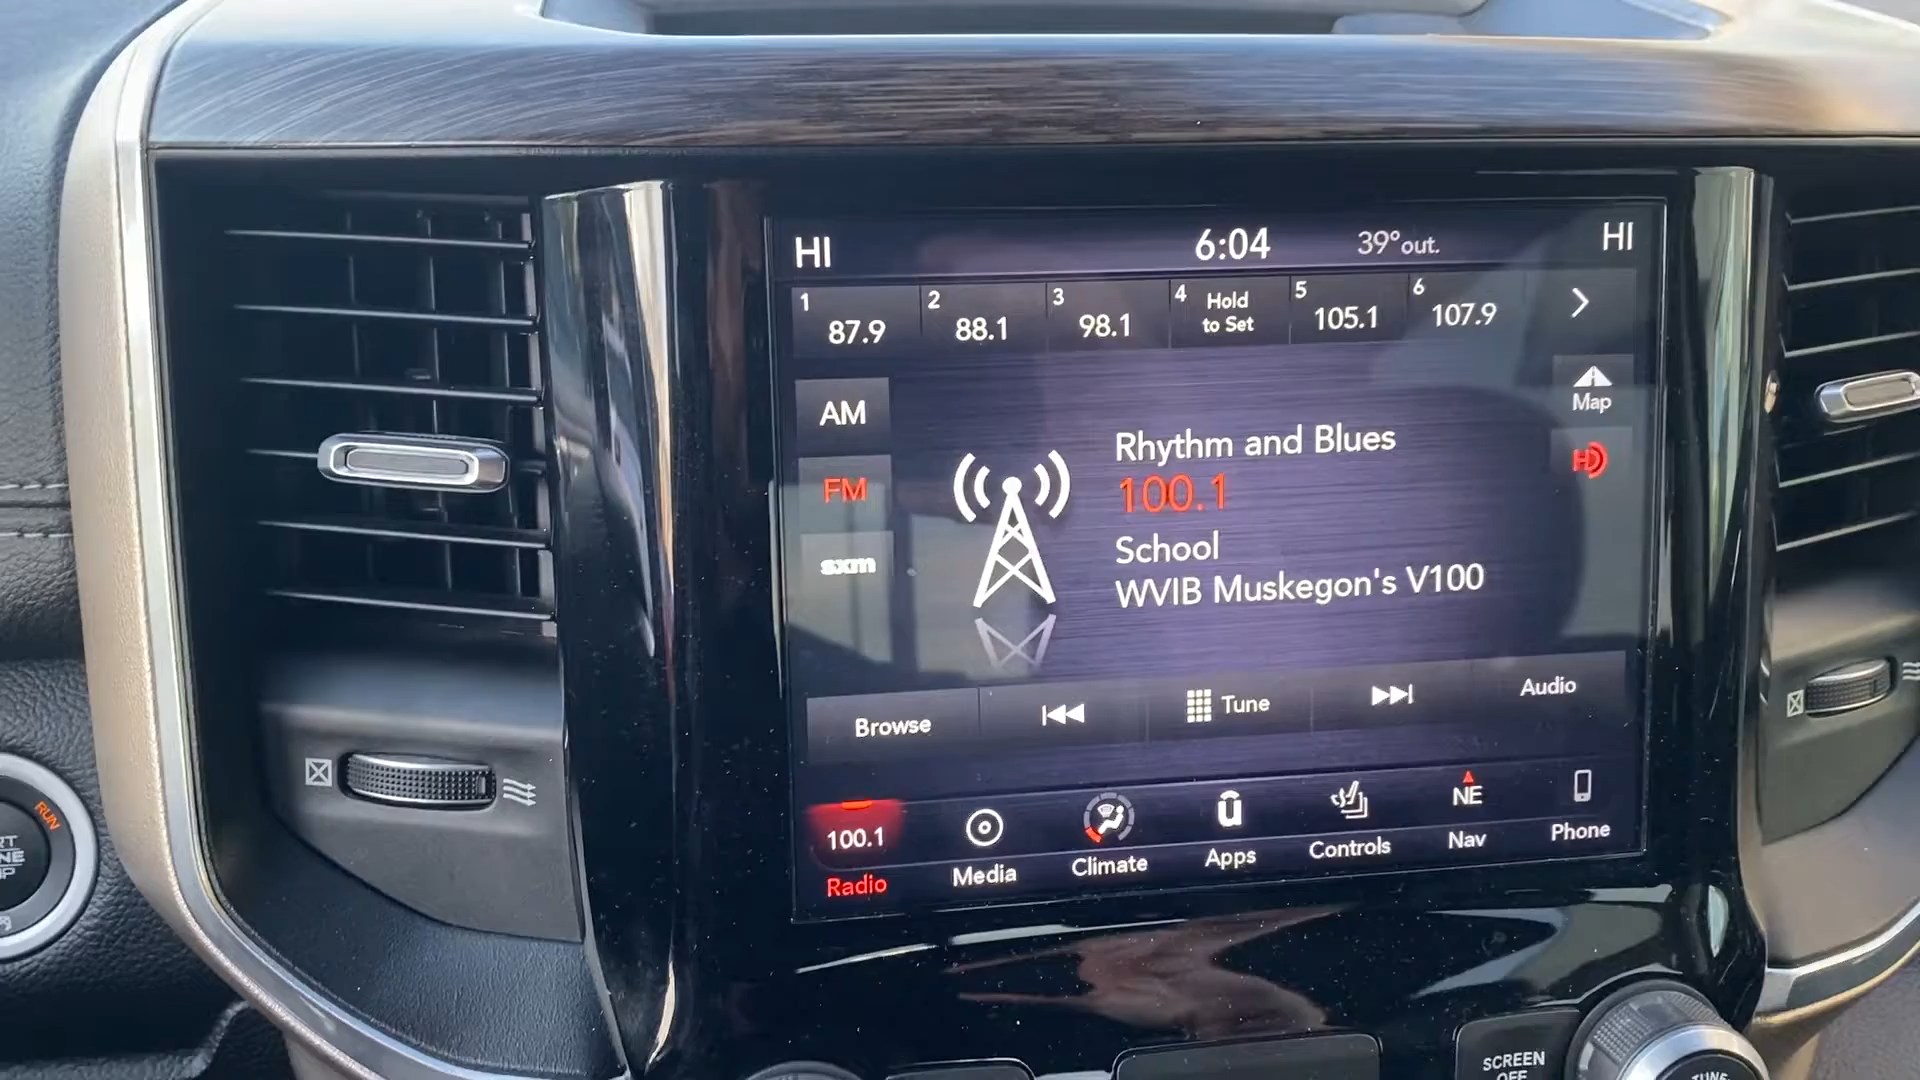 HI 6:04 39°out. HI
1 87.9 2 88.1 3 98.1 4 Hold to Set 5 105.1 6 107.9
AM
Map
Rhythm and Blues
FM
100.1
HD
School
sxm
WVIB Muskegon's V100
Browse Tune Audio
100.1 NE
Radio Media Climate Apps Controls Nav Phone
RUN
SCREEN
OFF
TUNE